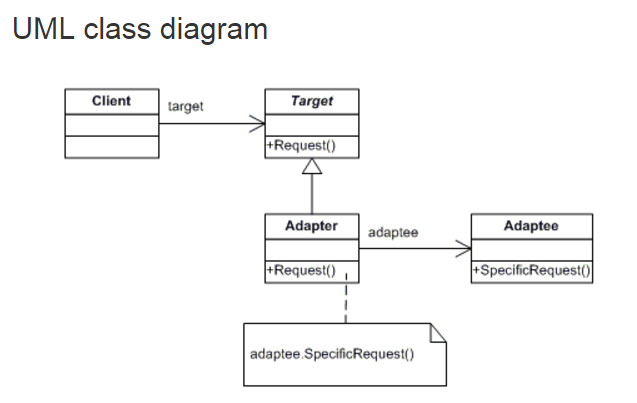 UML class diagram
Client
target
Target
+Request()
Adapter
adaptee
Adaptee
+Request()
+SpecificRequest()
adaptee.SpecificRequest()